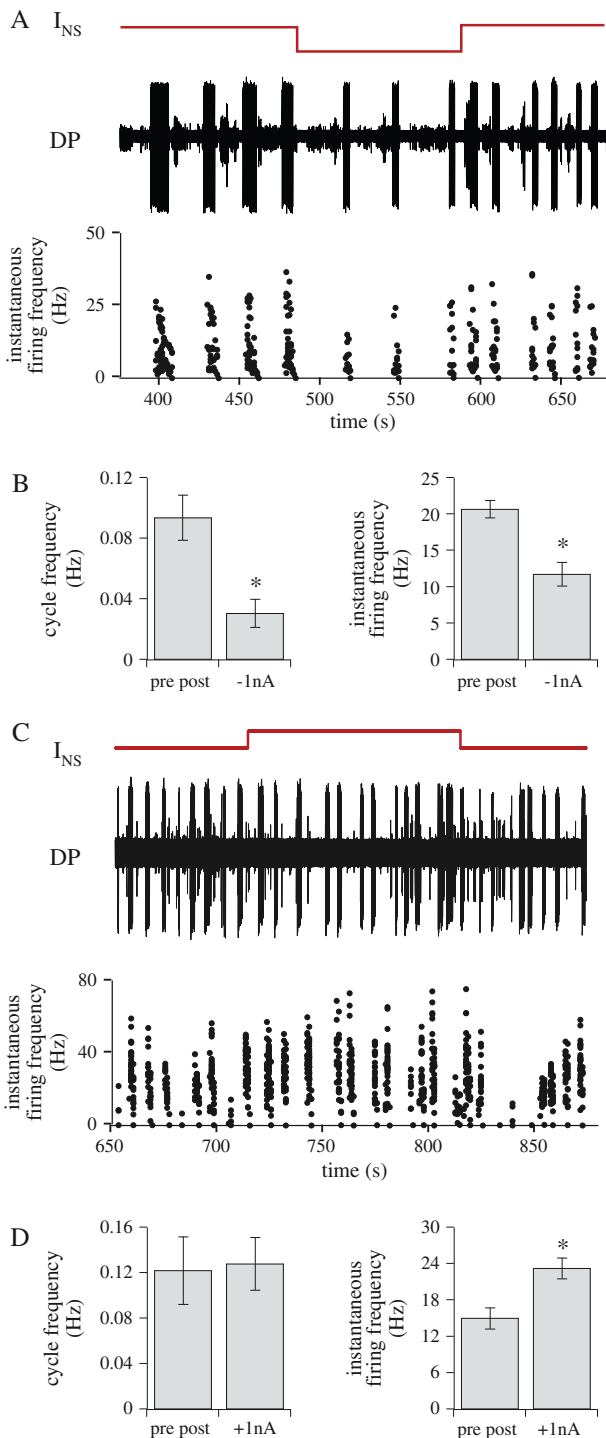 A
I_NS
DP
instantaneous
firing frequency
(Hz)
50
25
0
400 450 500 550 600 650
time (s)
B
cycle frequency
(Hz)
0.12
0.08
0.04
0
pre post -1nA
*
instantaneous
firing frequency
(Hz)
25
20
15
10
5
0
pre post -1nA
*
C
I_NS
DP
instantaneous
firing frequency
(Hz)
80
40
0
650 700 750 800 850
time (s)
D
cycle frequency
(Hz)
0.16
0.12
0.08
0.04
0
pre post +1nA
instantaneous
firing frequency
(Hz)
30
24
18
12
6
0
pre post +1nA
*